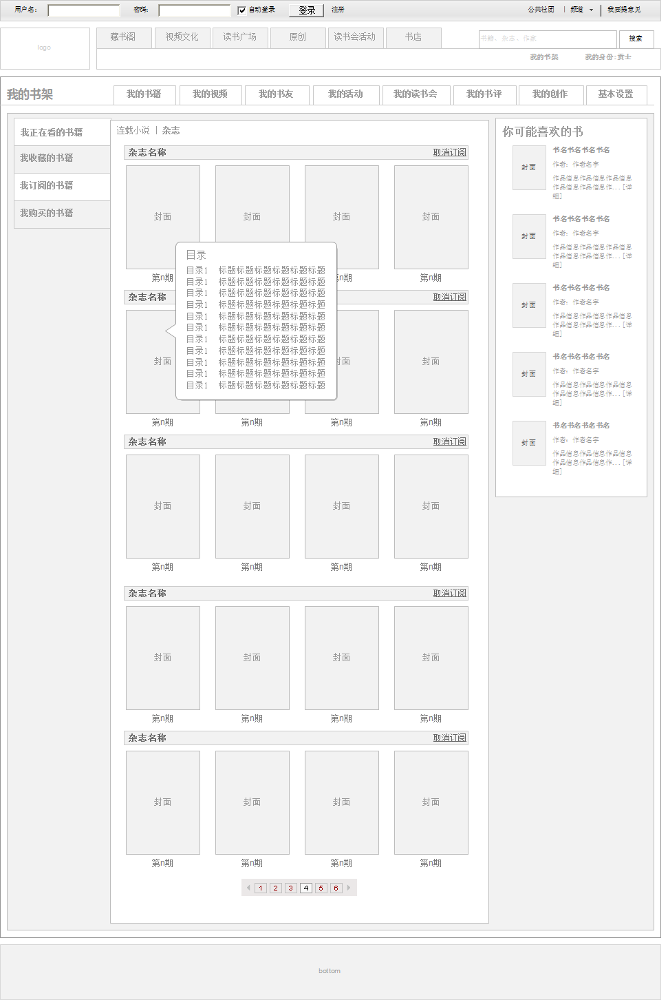 用户名: 密码: 自动登录 登录 注册 公共社团 | 频道 我要提意见
logo
藏书阁 视频文化 读书广场 原创 读书会活动 书店
书籍、杂志、作家 搜索
我的书架 我的身份:贡士
我的书架 我的书籍 我的视频 我的书友 我的活动 我的读书会 我的书评 我的创作 基本设置
我正在看的书籍
我收藏的书籍
我订阅的书籍
我购买的书籍
连载小说 | 杂志
杂志名称 取消订阅
封面 封面 封面 封面
第n期 第n期 第n期
杂志名称 取消订阅
封面 封面 封面
第n期 第n期 第n期 第n期
目录
目录1 标题标题标题标题标题标题
目录1 标题标题标题标题标题标题
目录1 标题标题标题标题标题标题
目录1 标题标题标题标题标题标题
目录1 标题标题标题标题标题标题
目录1 标题标题标题标题标题标题
目录1 标题标题标题标题标题标题
目录1 标题标题标题标题标题标题
目录1 标题标题标题标题标题标题
目录1 标题标题标题标题标题标题
目录1 标题标题标题标题标题标题
杂志名称 取消订阅
封面 封面 封面 封面
第n期 第n期 第n期 第n期
杂志名称 取消订阅
封面 封面 封面 封面
第n期 第n期 第n期 第n期
杂志名称 取消订阅
封面 封面 封面 封面
第n期 第n期 第n期 第n期
1 2 3 4 5 6
你可能喜欢的书
封面
书名书名书名书名
作者: 作者名字
作品信息作品信息作品信息
作品信息作品信息作...[详
细]
封面
书名书名书名书名
作者: 作者名字
作品信息作品信息作品信息
作品信息作品信息作...[详
细]
封面
书名书名书名书名
作者: 作者名字
作品信息作品信息作品信息
作品信息作品信息作...[详
细]
封面
书名书名书名书名
作者: 作者名字
作品信息作品信息作品信息
作品信息作品信息作...[详
细]
封面
书名书名书名书名
作者: 作者名字
作品信息作品信息作品信息
作品信息作品信息作...[详
细]
bottom